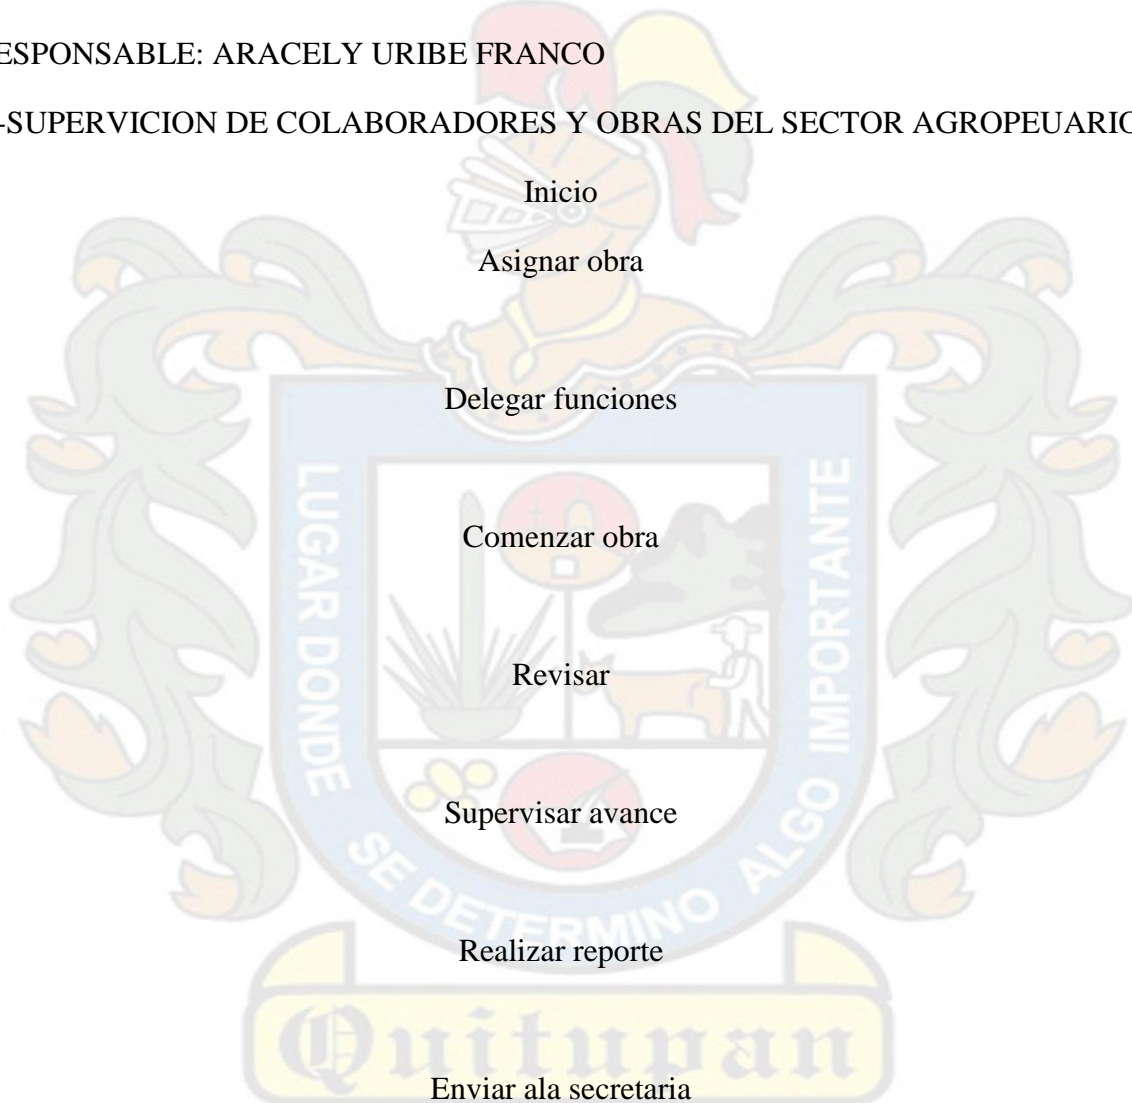 ESPONSABLE: ARACELY URIBE FRANCO
-SUPERVICION DE COLABORADORES Y OBRAS DEL SECTOR AGROPEUARIO
Inicio
Asignar obra
Delegar funciones
Comenzar obra
Revisar
Supervisar avance
Realizar reporte
Enviar ala secretaria
LUGAR DONDE SE DETERMINO ALGO IMPORTANTE
Quitupan